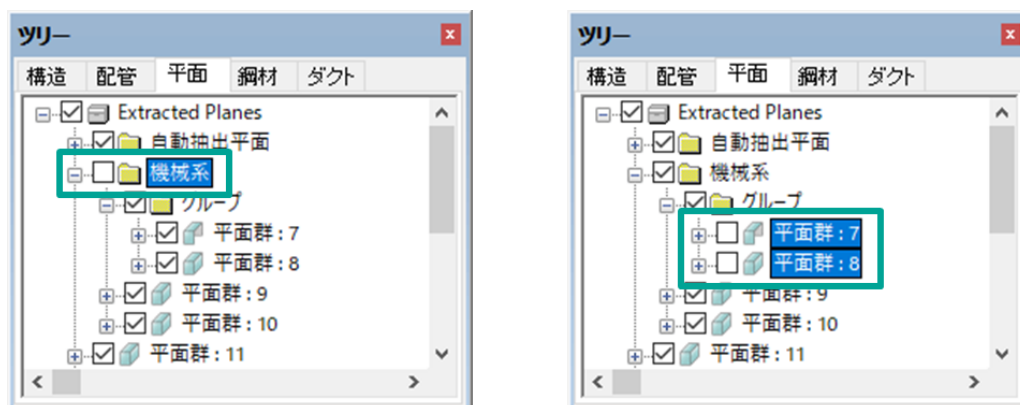 ツリー
構造 配管 平面 鋼材 ダクト
Extracted Planes
自動抽出平面
機械系
グループ
平面群 : 7
平面群 : 8
平面群 : 9
平面群 : 10
平面群 : 11
ツリー
構造 配管 平面 鋼材 ダクト
Extracted Planes
自動抽出平面
機械系
グループ
平面群 : 7
平面群 : 8
平面群 : 9
平面群 : 10
平面群 : 11